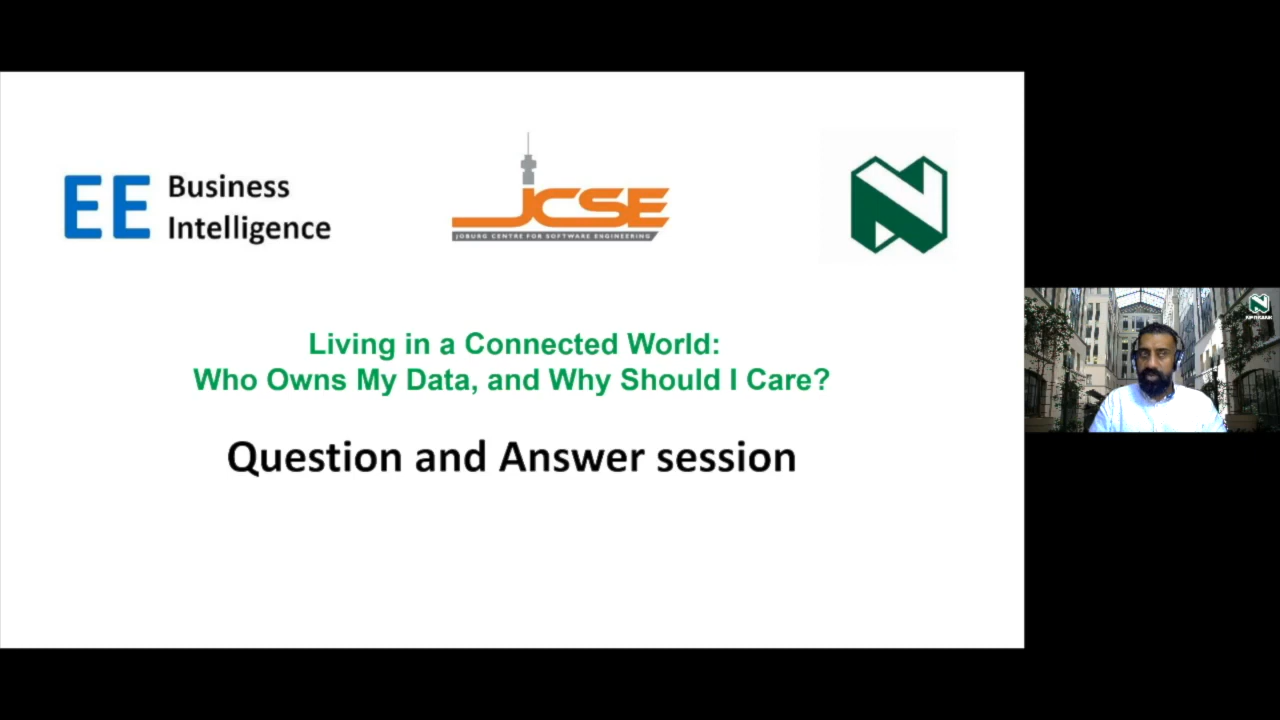 EE Business
Intelligence
JCSE
JOBURG CENTRE FOR SOFTWARE ENGINEERING
N
Living in a Connected World:
Who Owns My Data, and Why Should I Care?
Question and Answer session
NEDBANK